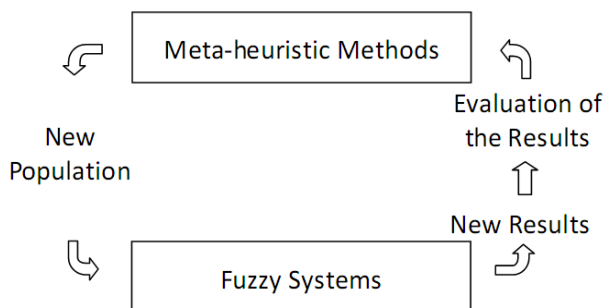 Meta-heuristic Methods
New
Population
Evaluation of
the Results
New Results
Fuzzy Systems